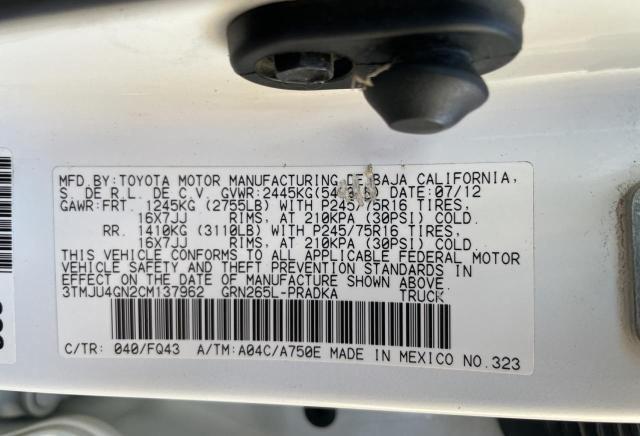 MFD BY:TOYOTA MOTOR MANUFACTURING DE BAJA CALIFORNIA,
S. DE R.L. DE C.V. GVWR:2445KG( DATE:07/12
GAWR:FRT. 1245KG (2755LB) WITH P245/75R16 TIRES,
16X7JJ RIMS, AT 210KPA (30PSI) COLD.
RR. 1410KG (3110LB) WITH P245/75R16 TIRES,
16X7JJ RIMS, AT 210KPA (30PSI) COLD.
THIS VEHICLE CONFORMS TO ALL APPLICABLE FEDERAL MOTOR
VEHICLE SAFETY AND THEFT PREVENTION STANDARDS IN
EFFECT ON THE DATE OF MANUFACTURE SHOWN ABOVE.
3TMJU4GN2CM137962 GRN265L-PRADKA TRUCK
C/TR: 040/FQ43 A/TM:A04C/A750E MADE IN MEXICO NO.323